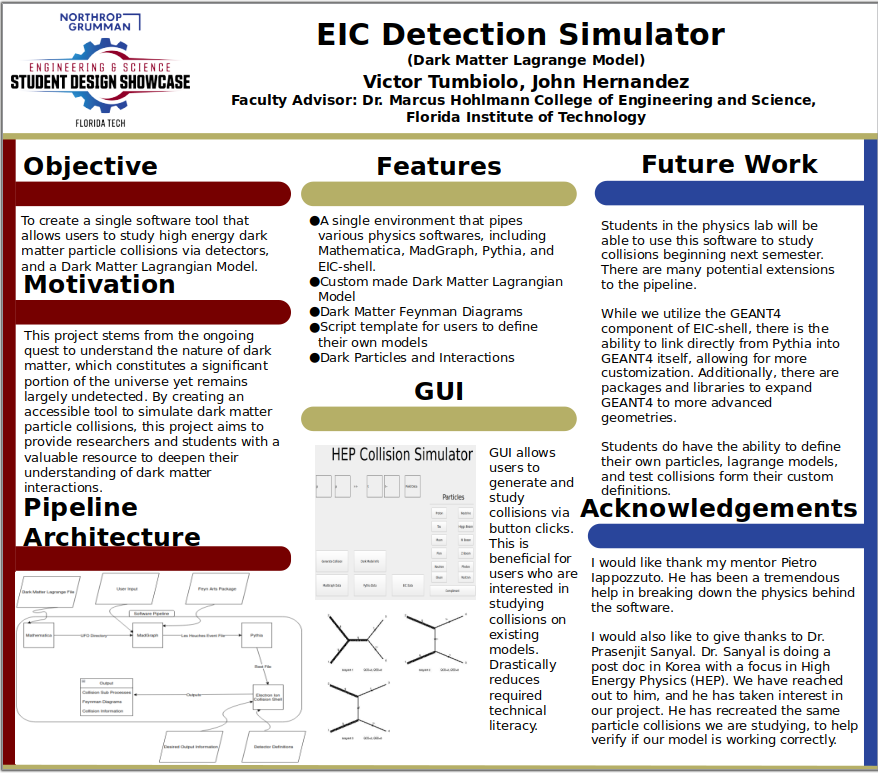 NORTHROP
GRUMMAN
ENGINEERING & SCIENCE
STUDENT DESIGN SHOWCASE
FLORIDA TECH
EIC Detection Simulator
(Dark Matter Lagrange Model)
Victor Tumbiolo, John Hernandez
Faculty Advisor: Dr. Marcus Hohlmann College of Engineering and Science,
Florida Institute of Technology
Objective
To create a single software tool that
allows users to study high energy dark
matter particle collisions via detectors,
and a Dark Matter Lagrangian Model.
Motivation
This project stems from the ongoing
quest to understand the nature of dark
matter, which constitutes a significant
portion of the universe yet remains
largely undetected. By creating an
accessible tool to simulate dark matter
particle collisions, this project aims to
provide researchers and students with a
valuable resource to deepen their
understanding of dark matter
interactions.
Pipeline
Architecture
Dark Matter Lagrange File
User Input
Feyn Arts Package
Software Pipeline
Mathematica
UFO Directory
MadGraph
Les Houches Event File
Pythia
Root File
Output
Collision Sub Processes
Feynman Diagrams
Collision Information
Outputs
Electron Ion
Collision Shell
Desired Output Information
Detector Definitions
Features
●A single environment that pipes
various physics softwares, including
Mathematica, MadGraph, Pythia, and
EIC-shell.
●Custom made Dark Matter Lagrangian
Model
●Dark Matter Feynman Diagrams
●Script template for users to define
their own models
●Dark Particles and Interactions
GUI
HEP Collision Simulator
Particles
GUI allows
users to
generate and
study
collisions via
button clicks.
This is
beneficial for
users who are
interested in
studying
collisions on
existing
models.
Drastically
reduces
required
technical
literacy.
Future Work
Students in the physics lab will be
able to use this software to study
collisions beginning next semester.
There are many potential extensions
to the pipeline.
While we utilize the GEANT4
component of EIC-shell, there is the
ability to link directly from Pythia into
GEANT4 itself, allowing for more
customization. Additionally, there are
packages and libraries to expand
GEANT4 to more advanced
geometries.
Students do have the ability to define
their own particles, lagrange models,
and test collisions form their custom
definitions.
Acknowledgements
I would like thank my mentor Pietro
Iappozzuto. He has been a tremendous
help in breaking down the physics behind
the software.
I would also like to give thanks to Dr.
Prasenjit Sanyal. Dr. Sanyal is doing a
post doc in Korea with a focus in High
Energy Physics (HEP). We have reached
out to him, and he has taken interest in
our project. He has recreated the same
particle collisions we are studying, to help
verify if our model is working correctly.